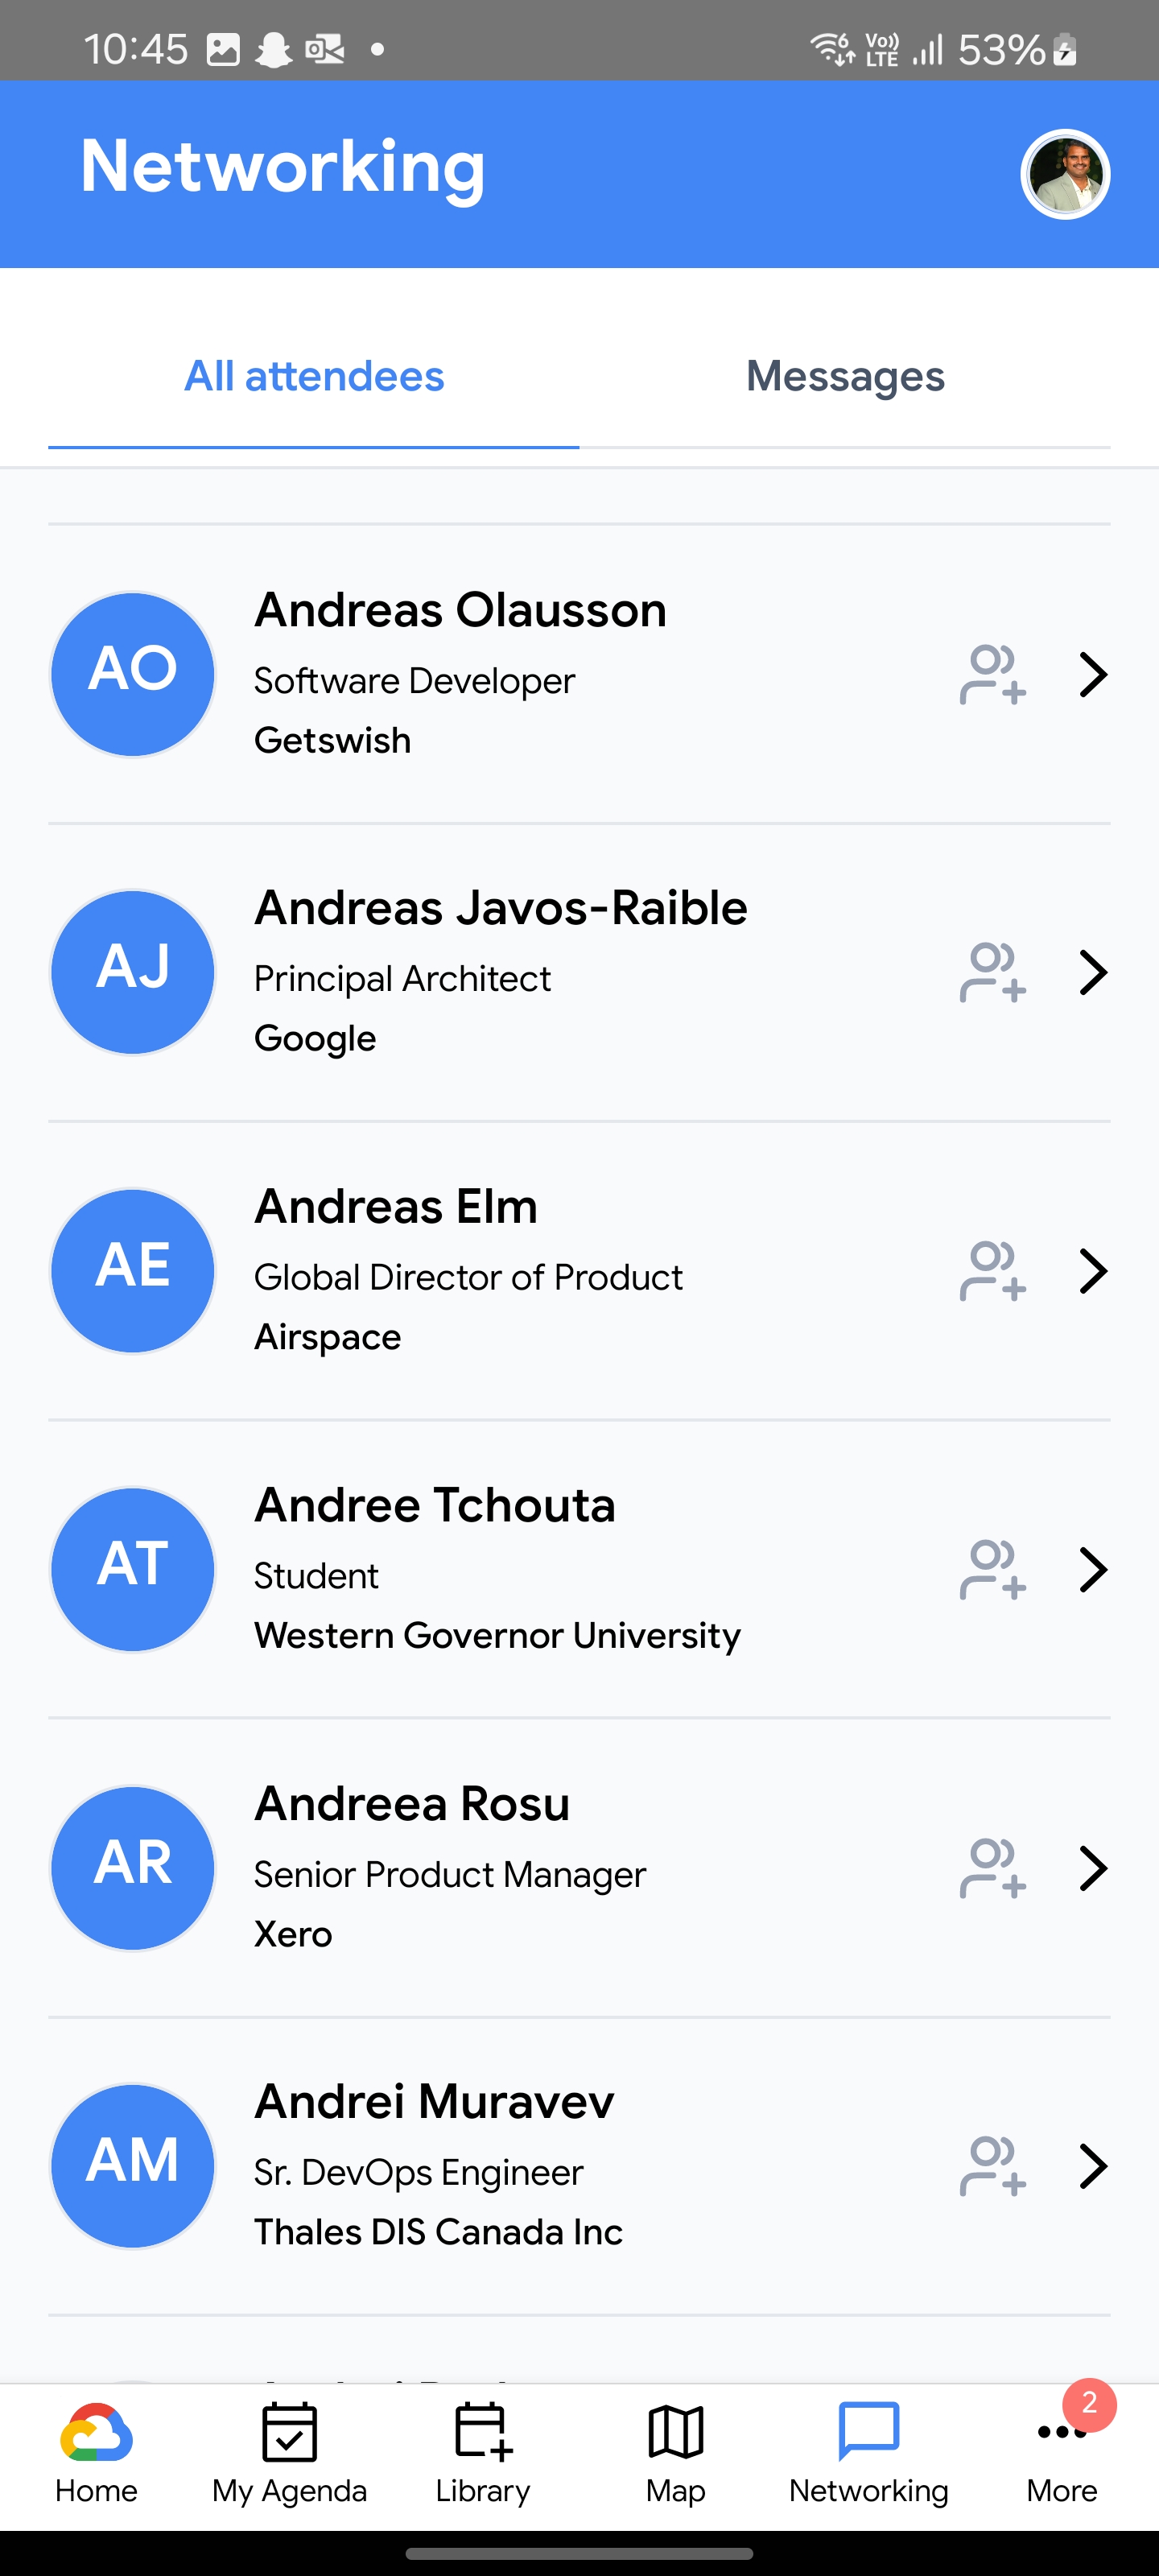 10:45
Vo)) LTE 53%
Networking
All attendees
Messages
AO
Andreas Olausson
Software Developer
Getswish
AJ
Andreas Javos-Raible
Principal Architect
Google
AE
Andreas Elm
Global Director of Product
Airspace
AT
Andree Tchouta
Student
Western Governor University
AR
Andreea Rosu
Senior Product Manager
Xero
AM
Andrei Muravev
Sr. DevOps Engineer
Thales DIS Canada Inc
2
Home
My Agenda
Library
Map
Networking
More